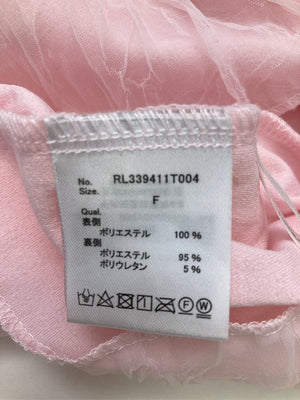 No. RL339411T004
Size.
F
Qual.
表側
ポリエステル 100 %
表側
ポリエステル 95 %
ポリウレタン 5 %
F W